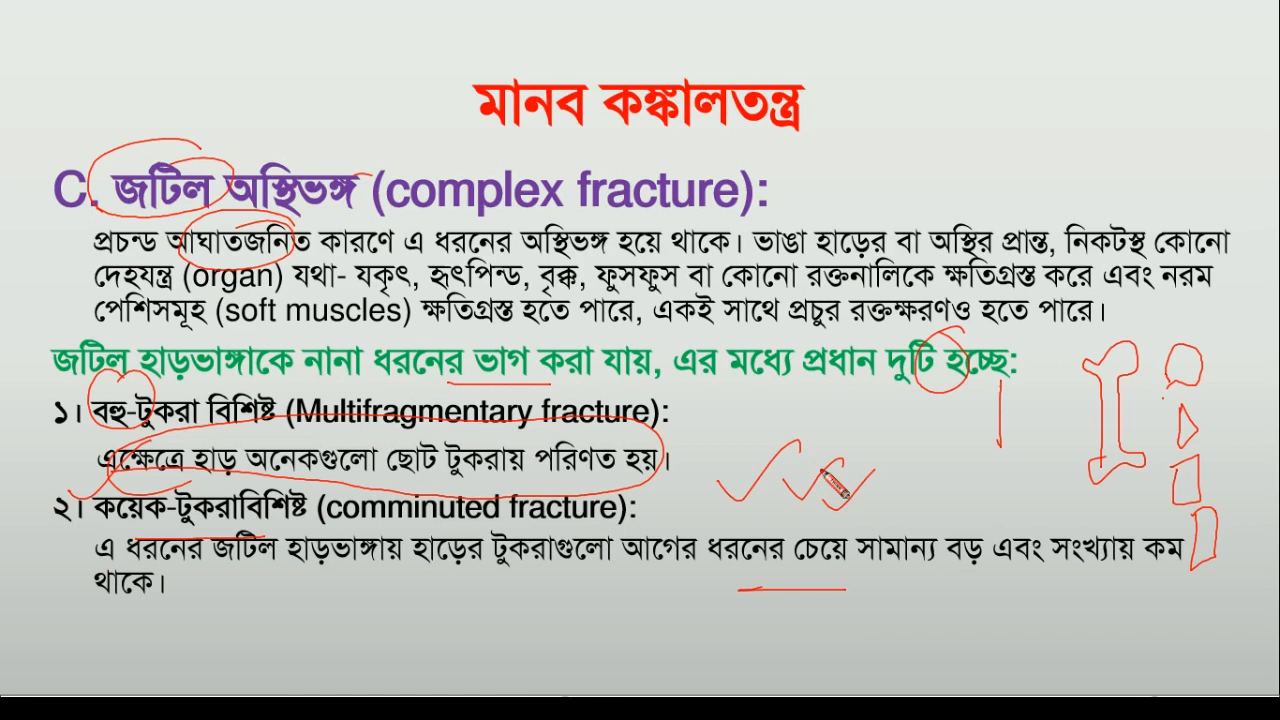 মানব কঙ্কালতন্ত্র
C. জটিল অস্থিভঙ্গ (complex fracture):
প্রচন্ড আঘাতজনিত কারণে এ ধরনের অস্থিভঙ্গ হয়ে থাকে। ভাঙা হাড়ের বা অস্থির প্রান্ত, নিকটস্থ কোনো
দেহযন্ত্র (organ) যথা- যকৃৎ, হৃৎপিন্ড, বৃক্ক, ফুসফুস বা কোনো রক্তনালিকে ক্ষতিগ্রস্ত করে এবং নরম
পেশিসমূহ (soft muscles) ক্ষতিগ্রস্ত হতে পারে, একই সাথে প্রচুর রক্তক্ষরণও হতে পারে।
জটিল হাড়ভাঙ্গাকে নানা ধরনের ভাগ করা যায়, এর মধ্যে প্রধান দুটি হচ্ছে:
১। বহু-টুকরা বিশিষ্ট (Multifragmentary fracture):
এক্ষেত্রে হাড় অনেকগুলো ছোট টুকরায় পরিণত হয়।
২। কয়েক-টুকরাবিশিষ্ট (comminuted fracture):
এ ধরনের জটিল হাড়ভাঙ্গায় হাড়ের টুকরাগুলো আগের ধরনের চেয়ে সামান্য বড় এবং সংখ্যায় কম
থাকে।